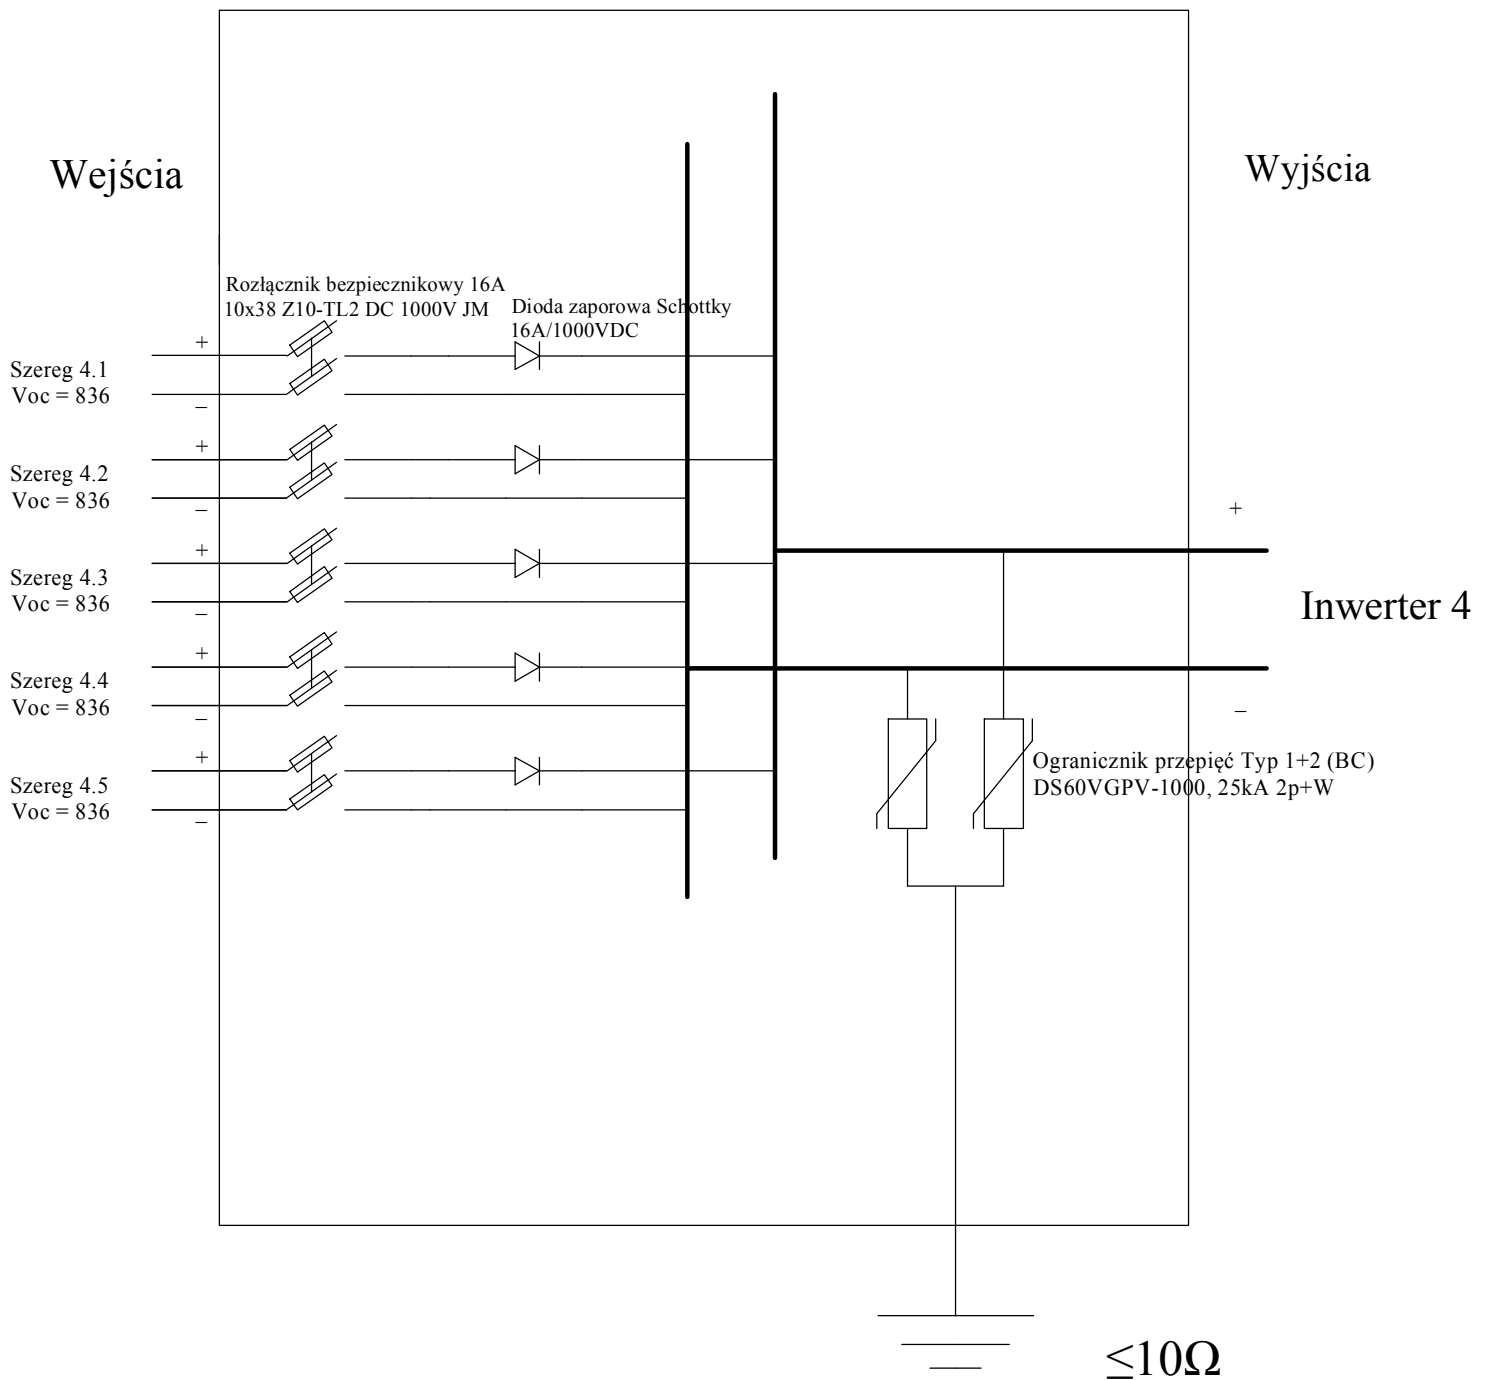 Wejścia
Wyjścia
Rozłącznik bezpiecznikowy 16A
10x38 Z10-TL2 DC 1000V JM
Dioda zaporowa Schottky
16A/1000VDC
+
Szereg 4.1
Voc = 836
–
+
Szereg 4.2
Voc = 836
–
+
Szereg 4.3
Voc = 836
–
+
Szereg 4.4
Voc = 836
–
+
Szereg 4.5
Voc = 836
–
+
Inwerter 4
–
Ogranicznik przepięć Typ 1+2 (BC)
DS60VGPV-1000, 25kA 2p+W
≤10Ω